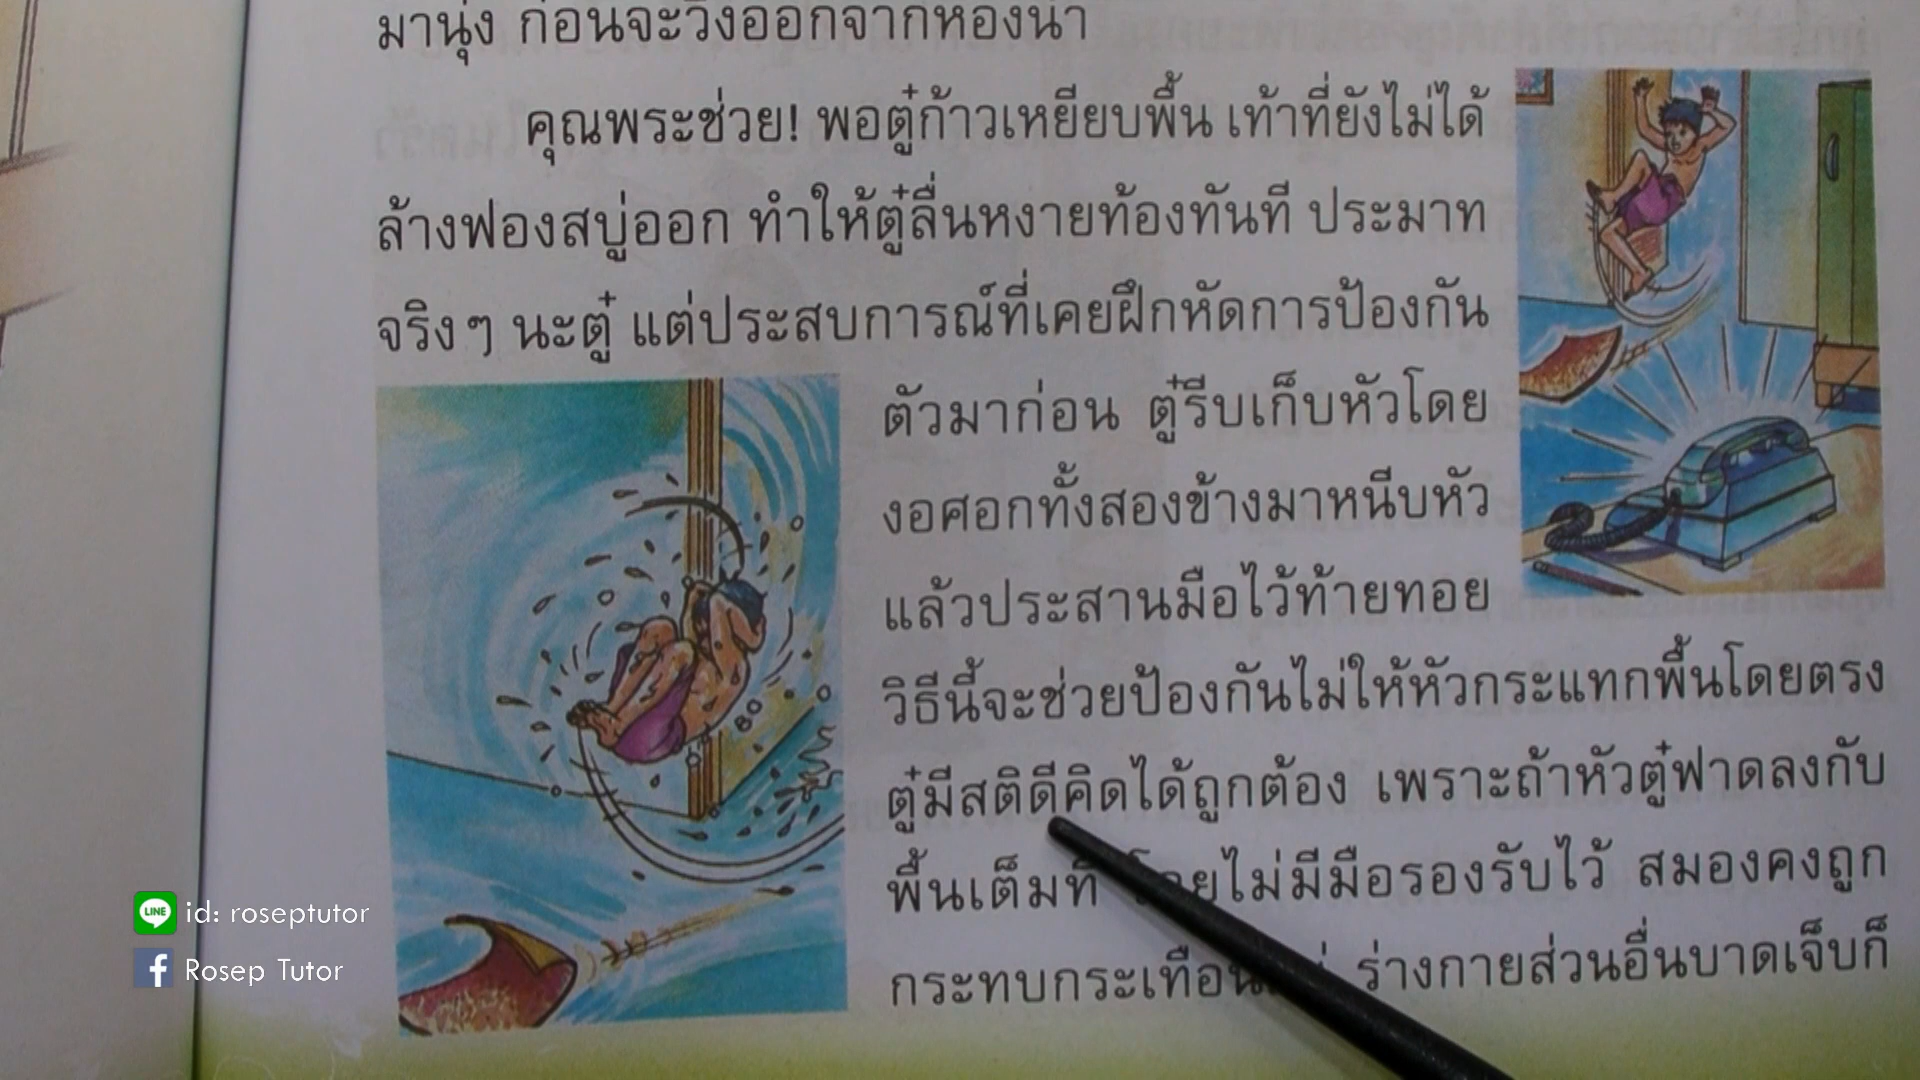 มานุ่ง ก่อนจะวิ่งออกจากห้องน้ำ
คุณพระช่วย! พอตู๋ก้าวเหยียบพื้น เท้าที่ยังไม่ได้
ล้างฟองสบู่ออก ทำให้ตู๋ลื่นหงายท้องทันที ประมาท
จริงๆ นะตู๋ แต่ประสบการณ์ที่เคยฝึกหัดการป้องกัน
ตัวมาก่อน ตู๋รีบเก็บหัวโดย
งอศอกทั้งสองข้างมาหนีบหัว
แล้วประสานมือไว้ท้ายทอย
วิธีนี้จะช่วยป้องกันไม่ให้หัวกระแทกพื้นโดยตรง
ตู๋มีสติดีคิดได้ถูกต้อง เพราะถ้าหัวตู๋ฟาดลงกับ
พื้นเต็มที่ โดยไม่มีมือรองรับไว้ สมองคงถูก
กระทบกระเทือน ร่างกายส่วนอื่นบาดเจ็บก็
LINE id: roseptutor
f Rosep Tutor